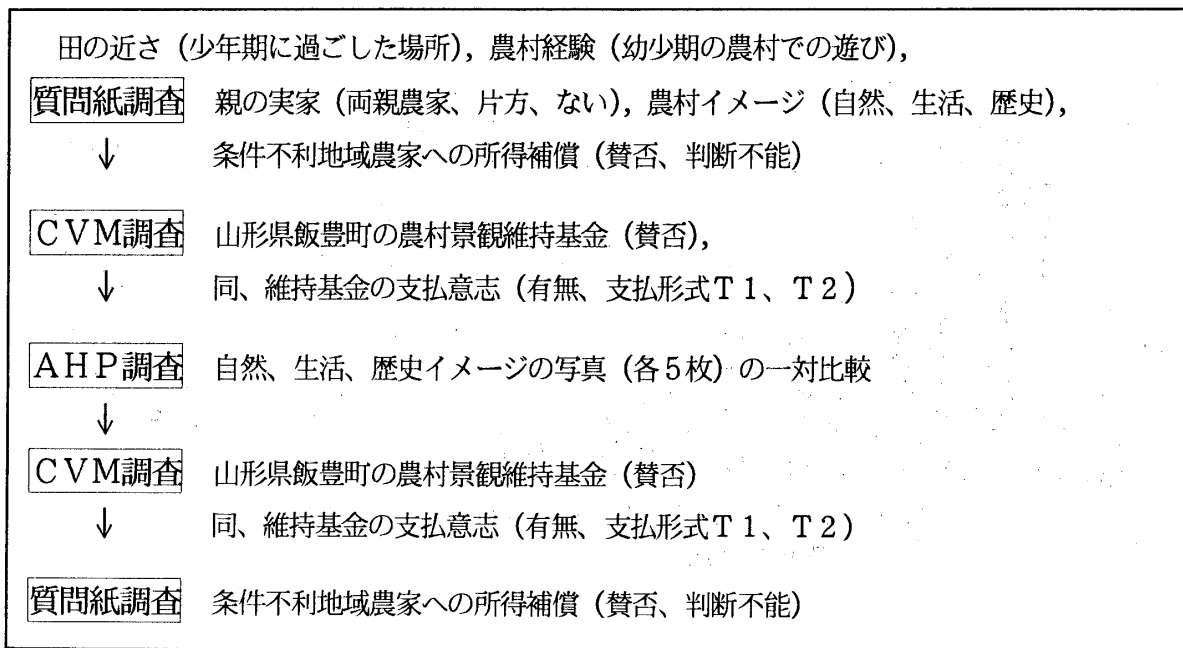 田の近さ（少年期に過ごした場所），農村経験（幼少期の農村での遊び），
質問紙調査 親の実家（両親農家、片方、ない），農村イメージ（自然、生活、歴史），
↓ 条件不利地域農家への所得補償（賛否、判断不能）
ＣＶＭ調査 山形県飯豊町の農村景観維持基金（賛否），
↓ 同、維持基金の支払意志（有無、支払形式Ｔ１、Ｔ２）
ＡＨＰ調査 自然、生活、歴史イメージの写真（各５枚）の一対比較
↓
ＣＶＭ調査 山形県飯豊町の農村景観維持基金（賛否）
↓ 同、維持基金の支払意志（有無、支払形式Ｔ１、Ｔ２）
質問紙調査 条件不利地域農家への所得補償（賛否、判断不能）